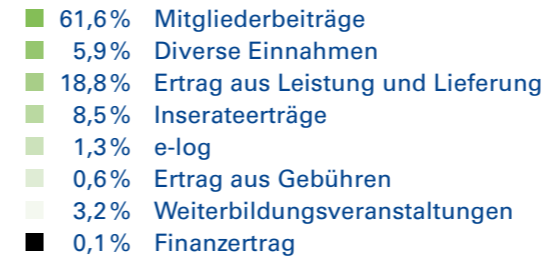 61,6% Mitgliederbeiträge
5,9% Diverse Einnahmen
18,8% Ertrag aus Leistung und Lieferung
8,5% Inserateerträge
1,3% e-log
0,6% Ertrag aus Gebühren
3,2% Weiterbildungsveranstaltungen
0,1% Finanzertrag